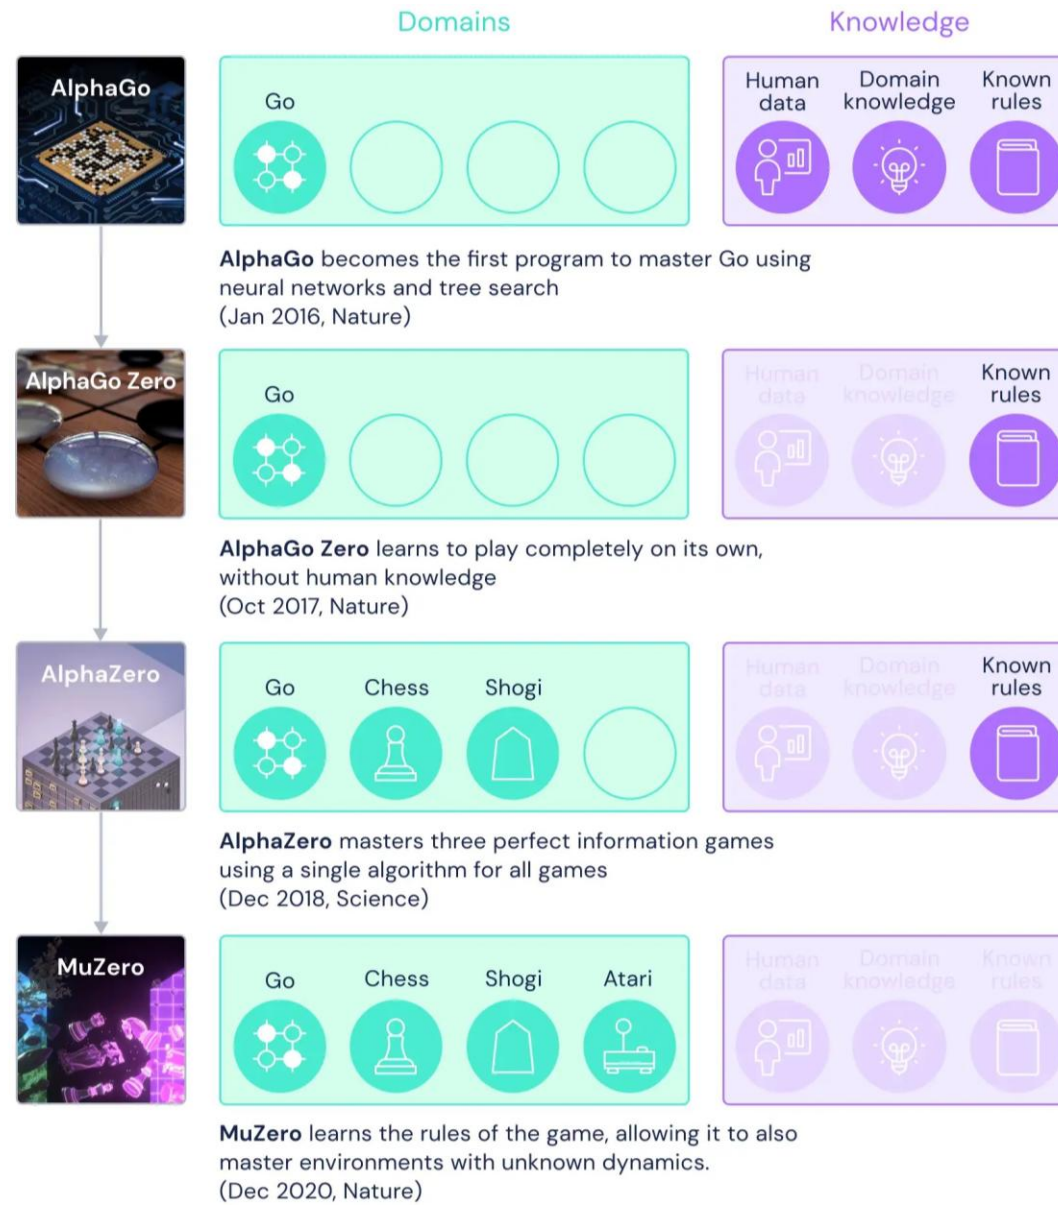 Domains
Knowledge
AlphaGo
Go
Human
data
Domain
knowledge
Known
rules
AlphaGo becomes the first program to master Go using
neural networks and tree search
(Jan 2016, Nature)
AlphaGo Zero
Go
Human
data
Domain
knowledge
Known
rules
AlphaGo Zero learns to play completely on its own,
without human knowledge
(Oct 2017, Nature)
AlphaZero
Go
Chess
Shogi
Human
data
Domain
knowledge
Known
rules
AlphaZero masters three perfect information games
using a single algorithm for all games
(Dec 2018, Science)
MuZero
Go
Chess
Shogi
Atari
Human
data
Domain
knowledge
Known
rules
MuZero learns the rules of the game, allowing it to also
master environments with unknown dynamics.
(Dec 2020, Nature)